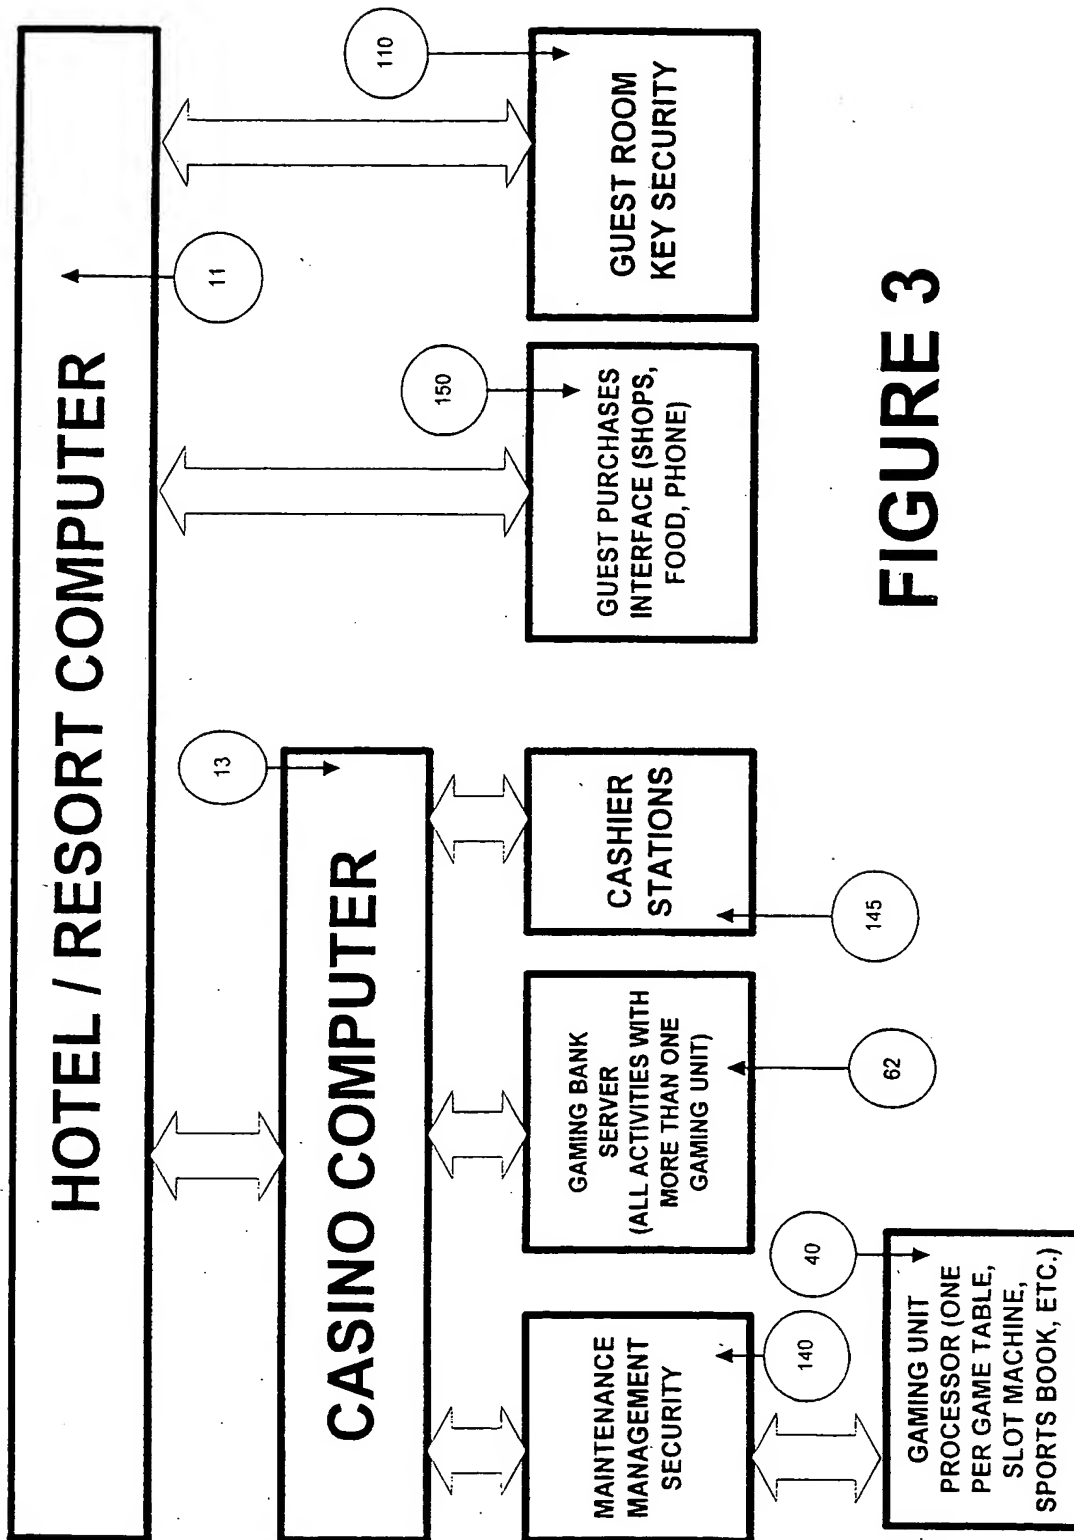 HOTEL / RESORT COMPUTER
11
CASINO COMPUTER
13
MAINTENANCE
MANAGEMENT
SECURITY
140
GAMING BANK
SERVER
(ALL ACTIVITIES WITH
MORE THAN ONE
GAMING UNIT)
62
CASHIER
STATIONS
145
GUEST PURCHASES
INTERFACE (SHOPS,
FOOD, PHONE)
150
GUEST ROOM
KEY SECURITY
110
GAMING UNIT
PROCESSOR (ONE
PER GAME TABLE,
SLOT MACHINE,
SPORTS BOOK, ETC.)
40
FIGURE 3